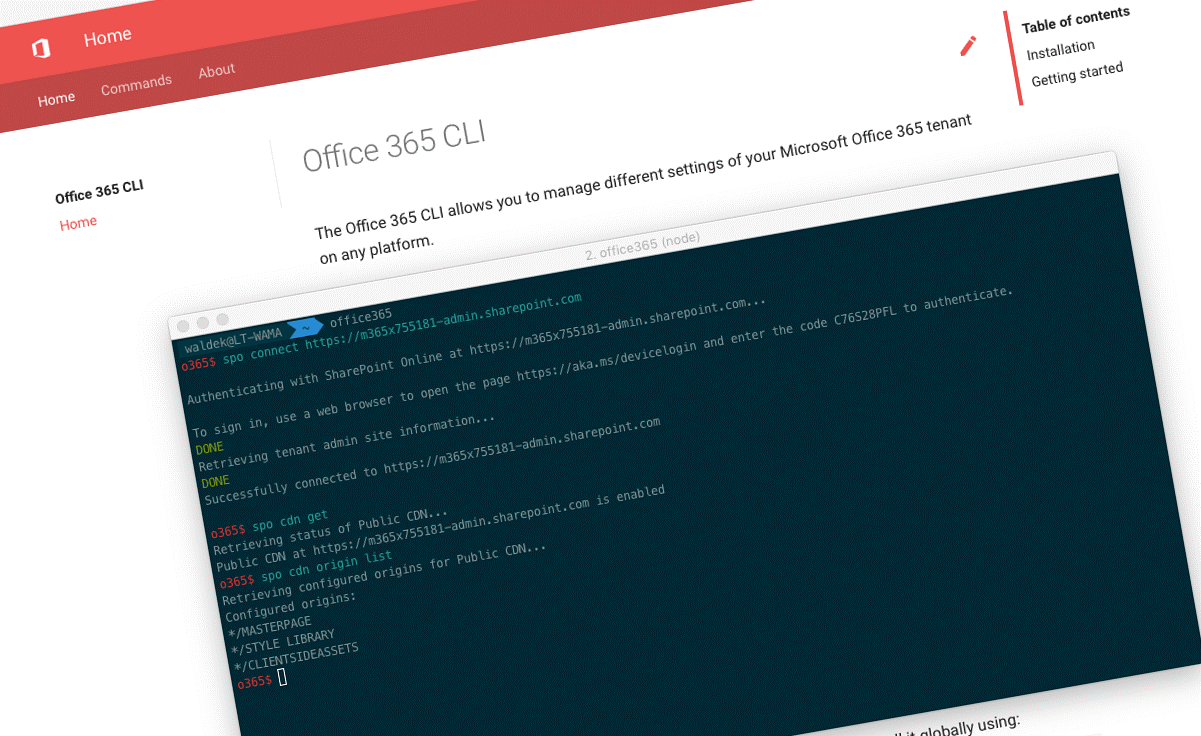 Home
Home Commands About
Table of contents
Installation
Getting started
Office 365 CLI
Home
Office 365 CLI
The Office 365 CLI allows you to manage different settings of your Microsoft Office 365 tenant
on any platform.
2. office365 (node)
waldek@LT-WAMA ~ office365
o365$ spo connect https://m365x755181-admin.sharepoint.com
Authenticating with SharePoint Online at https://m365x755181-admin.sharepoint.com...
To sign in, use a web browser to open the page https://aka.ms/devicelogin and enter the code C76S28PFL to authenticate.
DONE
Retrieving tenant admin site information...
DONE
Successfully connected to https://m365x755181-admin.sharepoint.com
o365$ spo cdn get
Retrieving status of Public CDN...
Public CDN at https://m365x755181-admin.sharepoint.com is enabled
o365$ spo cdn origin list
Retrieving configured origins for Public CDN...
Configured origins:
*/MASTERPAGE
*/STYLE LIBRARY
*/CLIENTSIDEASSETS
o365$
it globally using: